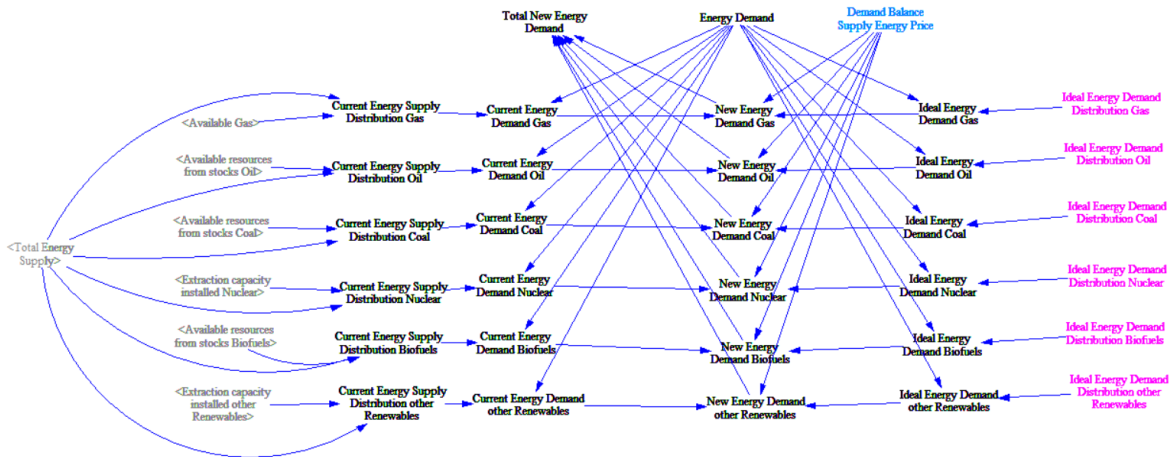 Total New Energy
Demand
Energy Demand
Demand Balance
Supply Energy Price
<Available Gas>
Current Energy Supply
Distribution Gas
Current Energy
Demand Gas
New Energy
Demand Gas
Ideal Energy
Demand Gas
Ideal Energy Demand
Distribution Gas
<Available resources
from stocks Oil>
Current Energy Supply
Distribution Oil
Current Energy
Demand Oil
New Energy
Demand Oil
Ideal Energy
Demand Oil
Ideal Energy Demand
Distribution Oil
<Available resources
from stocks Coal>
Current Energy Supply
Distribution Coal
Current Energy
Demand Coal
New Energy
Demand Coal
Ideal Energy
Demand Coal
Ideal Energy Demand
Distribution Coal
<Total Energy
Supply>
<Extraction capacity
installed Nuclear>
Current Energy Supply
Distribution Nuclear
Current Energy
Demand Nuclear
New Energy
Demand Nuclear
Ideal Energy
Demand Nuclear
Ideal Energy Demand
Distribution Nuclear
<Available resources
from stocks Biofuels>
Current Energy Supply
Distribution Biofuels
Current Energy
Demand Biofuels
New Energy
Demand Biofuels
Ideal Energy
Demand Biofuels
Ideal Energy Demand
Distribution Biofuels
<Extraction capacity
installed other
Renewables>
Current Energy Supply
Distribution other
Renewables
Current Energy Demand
other Renewables
New Energy Demand
other Renewables
Ideal Energy Demand
other Renewables
Ideal Energy Demand
Distribution other
Renewables